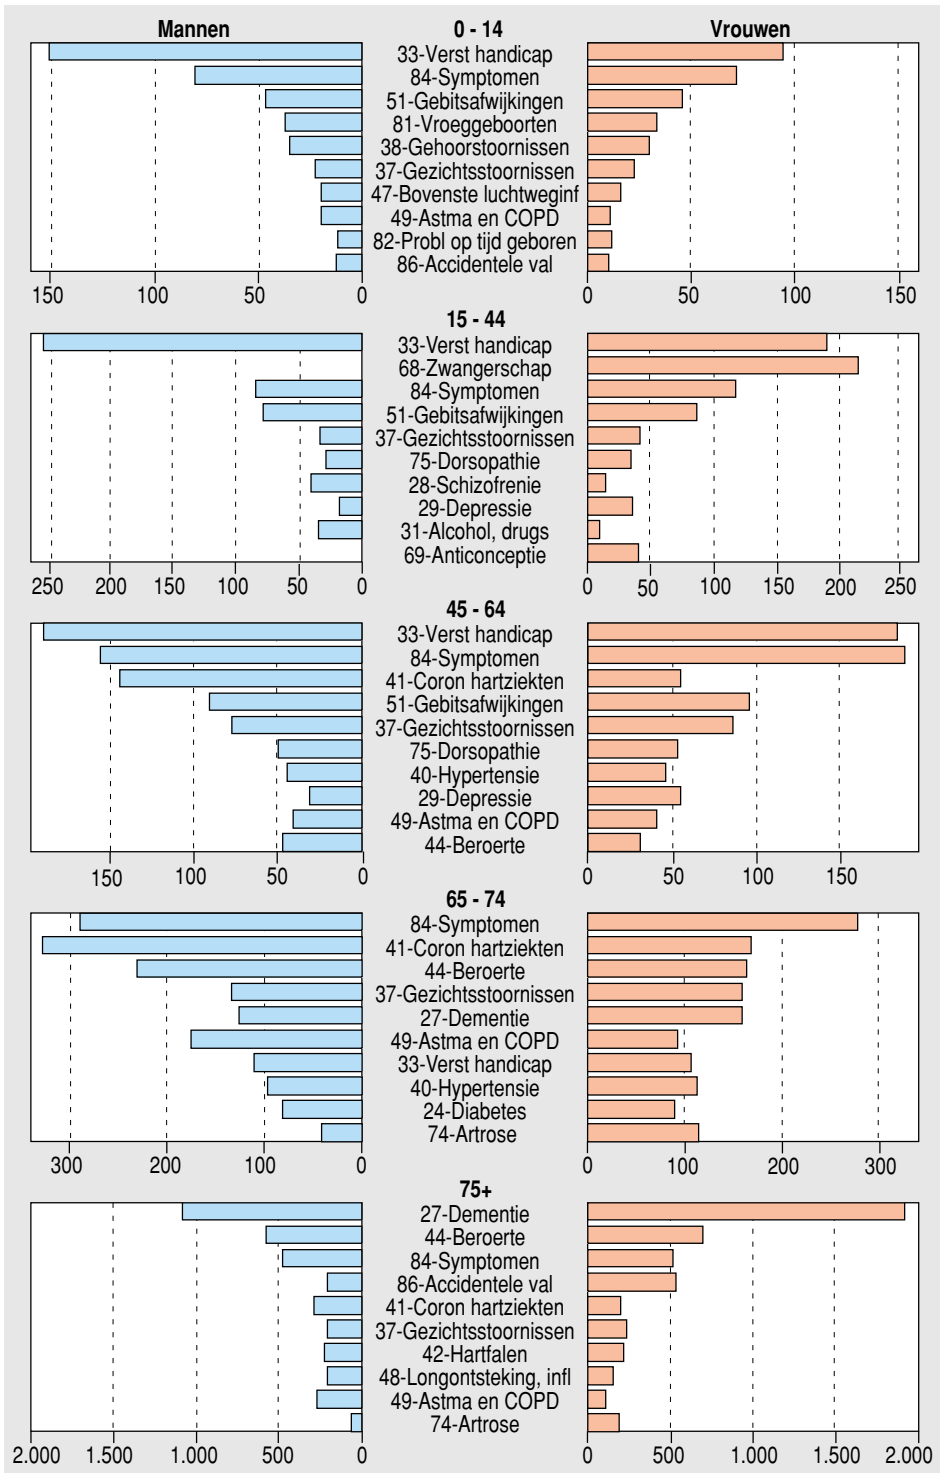 Mannen 0 - 14 Vrouwen
33-Verst handicap
84-Symptomen
51-Gebitsafwijkingen
81-Vroeggeboorten
38-Gehoorstoornissen
37-Gezichtsstoornissen
47-Bovenste luchtweginf
49-Astma en COPD
82-Probl op tijd geboren
86-Accidentele val
150 100 50 0 0 50 100 150
15 - 44
33-Verst handicap
68-Zwangerschap
84-Symptomen
51-Gebitsafwijkingen
37-Gezichtsstoornissen
75-Dorsopathie
28-Schizofrenie
29-Depressie
31-Alcohol, drugs
69-Anticonceptie
250 200 150 100 50 0 0 50 100 150 200 250
45 - 64
33-Verst handicap
84-Symptomen
41-Coron hartziekten
51-Gebitsafwijkingen
37-Gezichtsstoornissen
75-Dorsopathie
40-Hypertensie
29-Depressie
49-Astma en COPD
44-Beroerte
150 100 50 0 0 50 100 150
65 - 74
84-Symptomen
41-Coron hartziekten
44-Beroerte
37-Gezichtsstoornissen
27-Dementie
49-Astma en COPD
33-Verst handicap
40-Hypertensie
24-Diabetes
74-Artrose
300 200 100 0 0 100 200 300
75+
27-Dementie
44-Beroerte
84-Symptomen
86-Accidentele val
41-Coron hartziekten
37-Gezichtsstoornissen
42-Hartfalen
48-Longontsteking, infl
49-Astma en COPD
74-Artrose
2.000 1.500 1.000 500 0 0 500 1.000 1.500 2.000